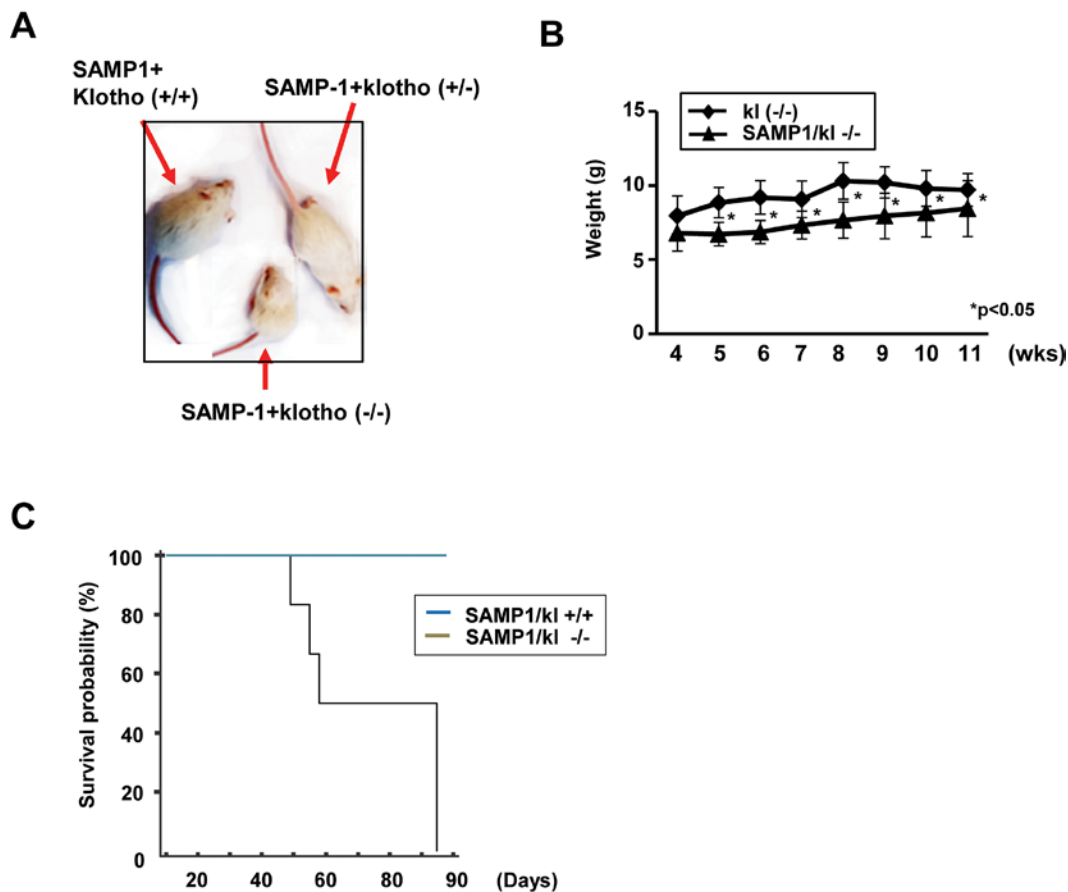 A
SAMP1+
Klotho (+/+)
SAMP-1+klotho (+/-)
SAMP-1+klotho (-/-)
B
kl (-/-)
SAMP1/kl -/-
Weight (g)
15
10
5
0
* * * * * * *
*p<0.05
4 5 6 7 8 9 10 11 (wks)
C
Survival probability (%)
100
80
60
40
20
0
SAMP1/kl +/+
SAMP1/kl -/-
20 40 60 80 90 (Days)